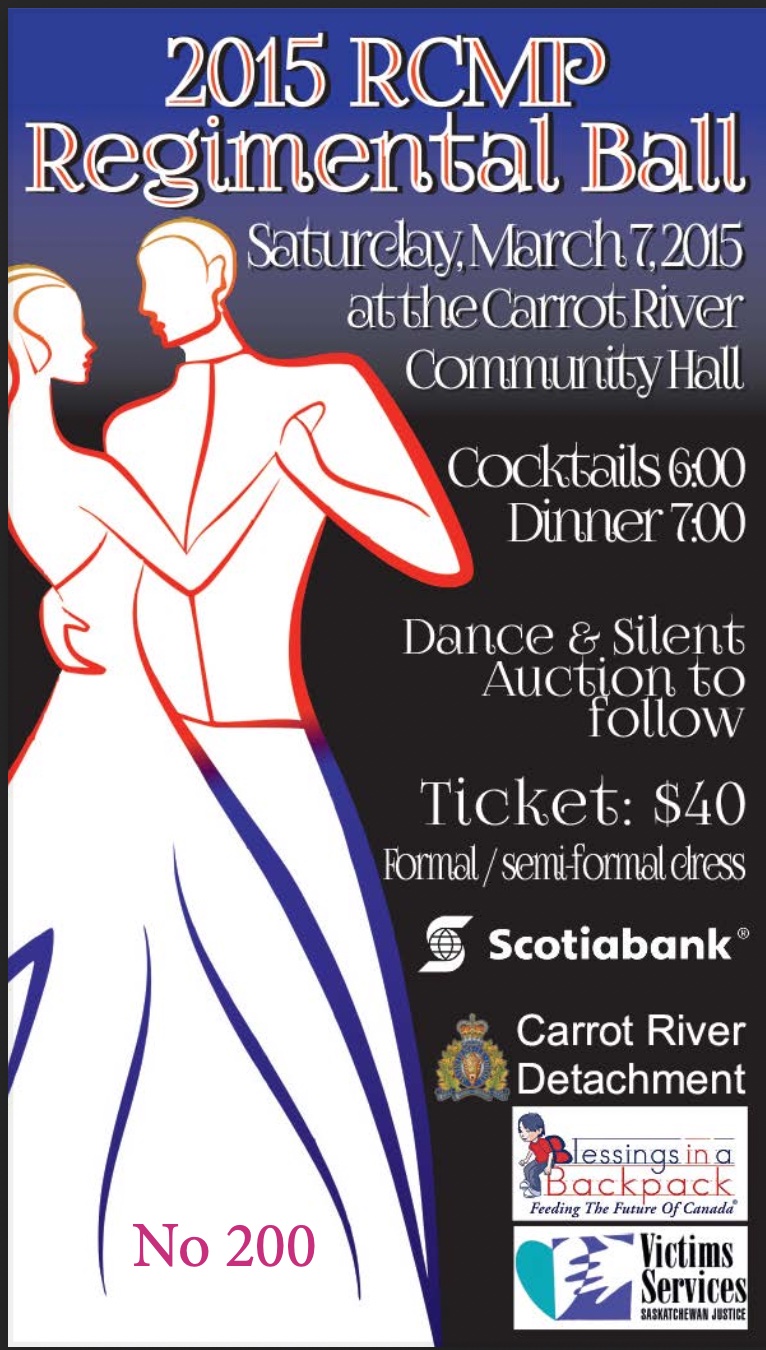 2015 RCMP
Regimental Ball
Saturday, March 7, 2015
at the Carrot River
Community Hall
Cocktails 6:00
Dinner 7:00
Dance & Silent
Auction to
follow
Ticket: $40
Formal / semi-formal dress
Scotiabank®
Carrot River
Detachment
Blessings in a
Backpack
Feeding The Future Of Canada®
Victims
Services
SASKATCHEWAN JUSTICE
No 200